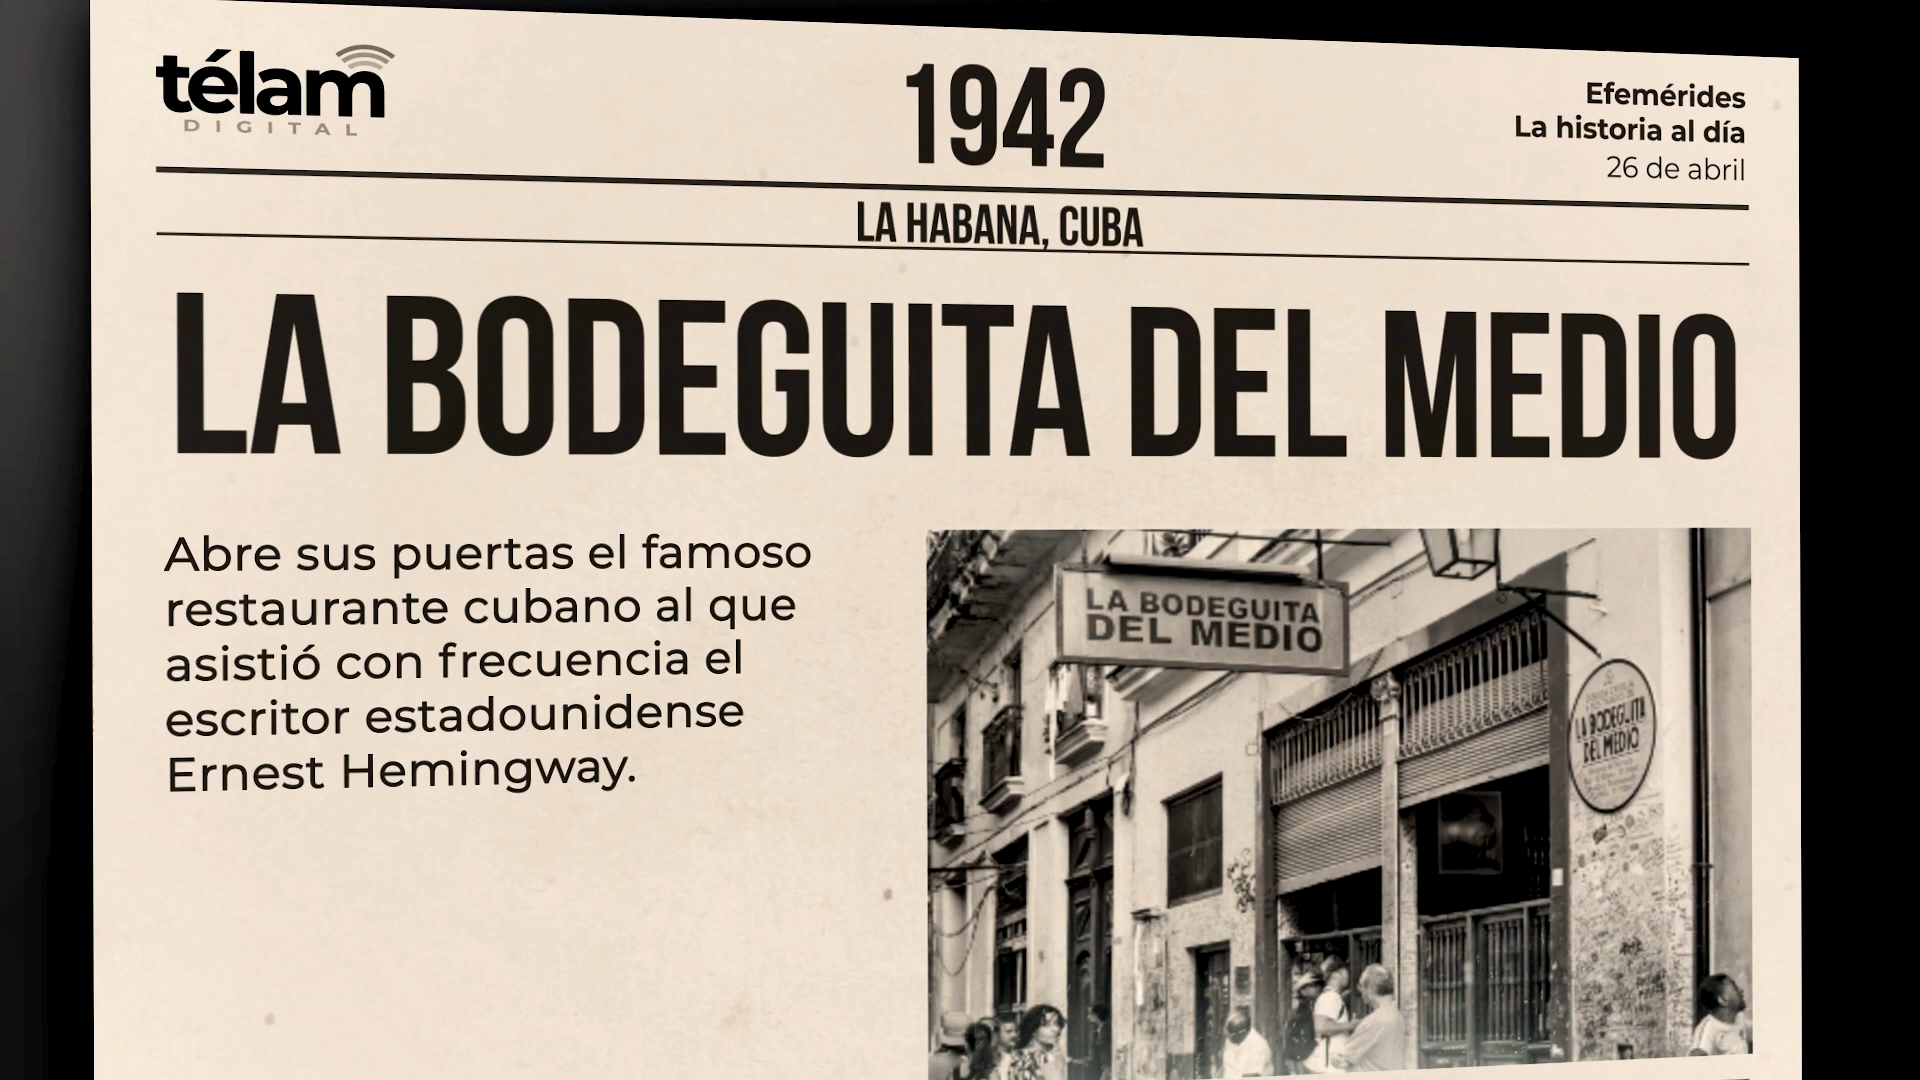 télam
DIGITAL
1942
Efemérides
La historia al día
26 de abril
LA HABANA, CUBA
LA BODEGUITA DEL MEDIO
Abre sus puertas el famoso
restaurante cubano al que
asistió con frecuencia el
escritor estadounidense
Ernest Hemingway.
LA BODEGUITA
DEL MEDIO
LA BODEGUITA
DEL MEDIO